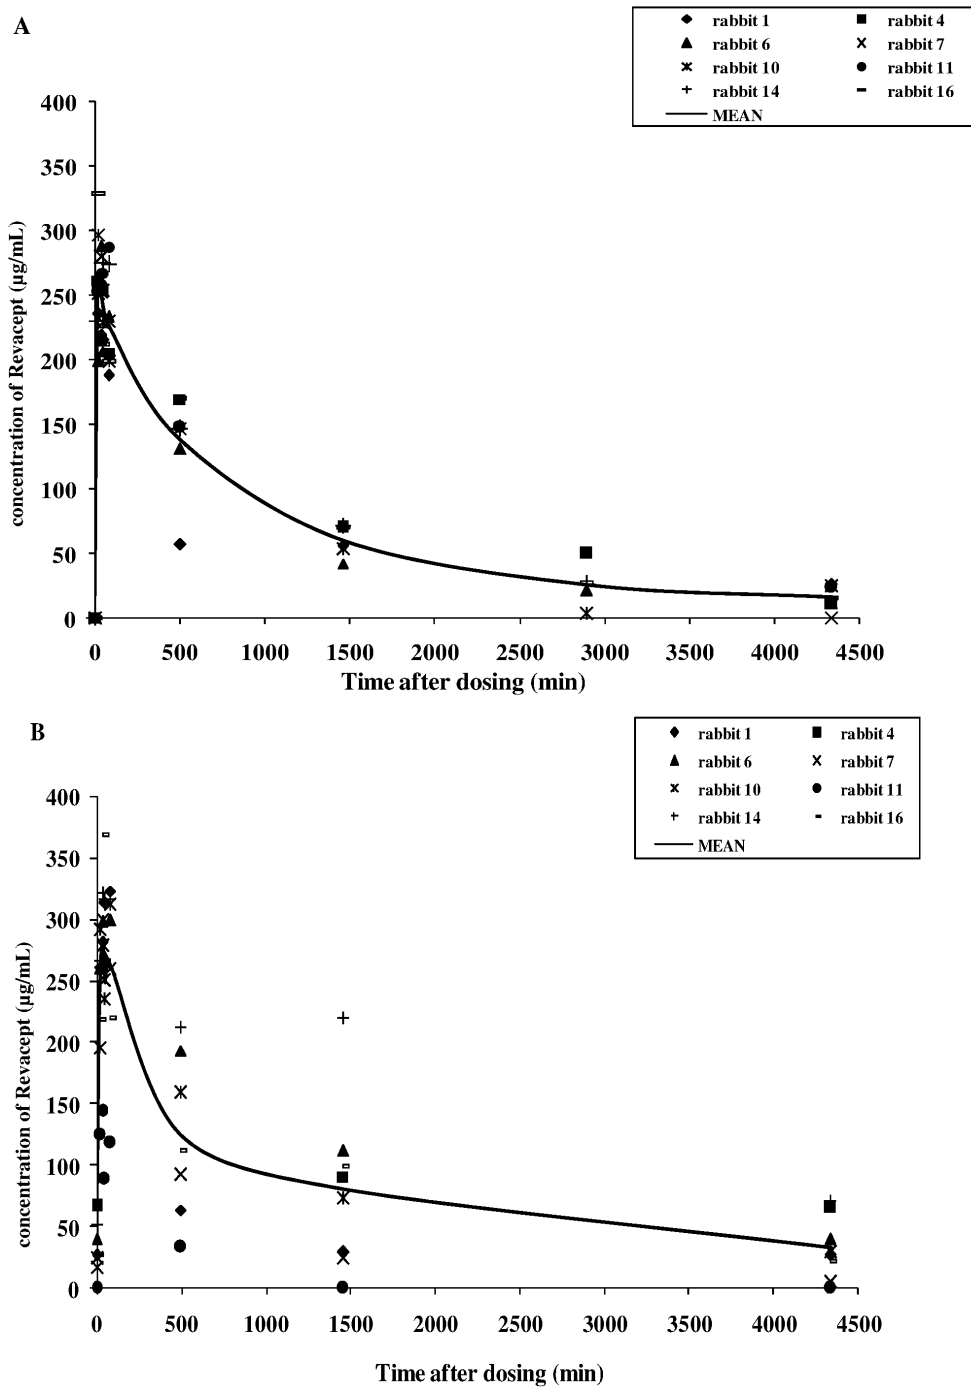 A
rabbit 1 rabbit 4
rabbit 6 rabbit 7
rabbit 10 rabbit 11
rabbit 14 rabbit 16
MEAN
400
350
300
250
200
150
100
50
0
concentration of Revacept (µg/mL)
0 500 1000 1500 2000 2500 3000 3500 4000 4500
Time after dosing (min)
B
rabbit 1 rabbit 4
rabbit 6 rabbit 7
rabbit 10 rabbit 11
rabbit 14 rabbit 16
MEAN
400
350
300
250
200
150
100
50
0
concentration of Revacept (µg/mL)
0 500 1000 1500 2000 2500 3000 3500 4000 4500
Time after dosing (min)